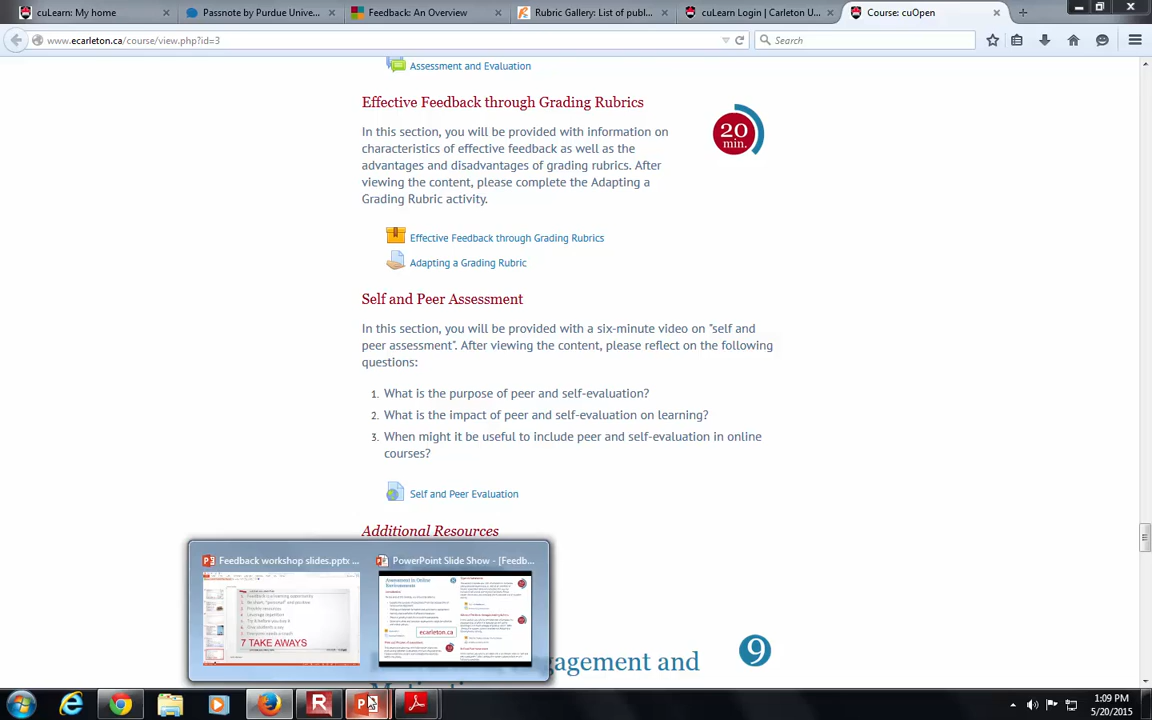 cuLearn: My home
Passnote by Purdue Unive...
Feedback: An Overview
Rubric Gallery: List of publ...
cuLearn Login | Carleton U...
Course: cuOpen
www.ecarleton.ca/course/view.php?id=3
Search
Assessment and Evaluation
Effective Feedback through Grading Rubrics
20
min.
In this section, you will be provided with information on
characteristics of effective feedback as well as the
advantages and disadvantages of grading rubrics. After
viewing the content, please complete the Adapting a
Grading Rubric activity.
Effective Feedback through Grading Rubrics
Adapting a Grading Rubric
Self and Peer Assessment
In this section, you will be provided with a six-minute video on "self and
peer assessment". After viewing the content, please reflect on the following
questions:
1. What is the purpose of peer and self-evaluation?
2. What is the impact of peer and self-evaluation on learning?
3. When might it be useful to include peer and self-evaluation in online
courses?
Self and Peer Evaluation
Additional Resources
Feedback workshop slides.pptx ...
PowerPoint Slide Show - [Feedb...
7 TAKE AWAYS
Assessment in Online
Environments
ecarleton.ca
gagement and
9
1:09 PM
5/20/2015